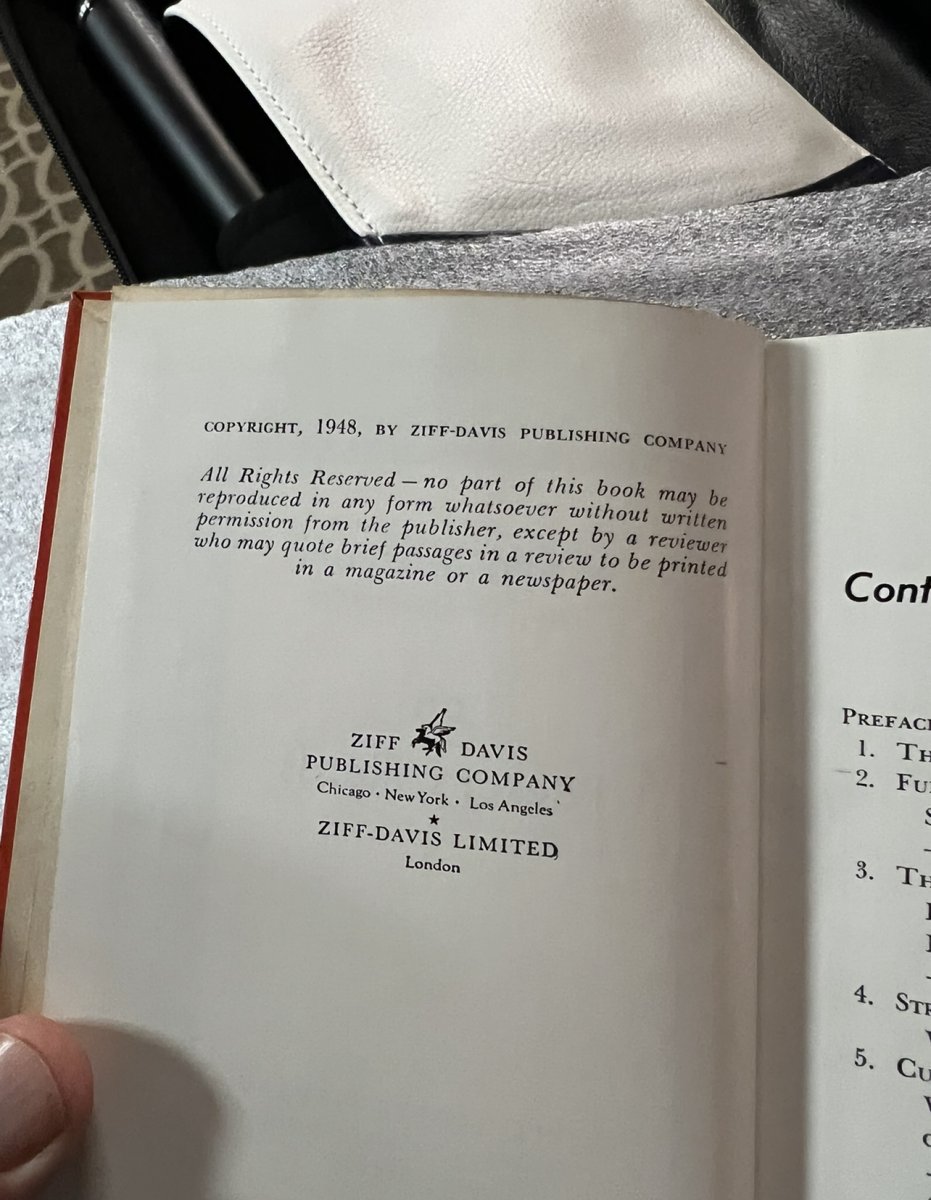 COPYRIGHT, 1948, BY ZIFF-DAVIS PUBLISHING COMPANY
All Rights Reserved — no part of this book may be
reproduced in any form whatsoever without written
permission from the publisher, except by a reviewer
who may quote brief passages in a review to be printed
in a magazine or a newspaper.
ZIFF DAVIS
PUBLISHING COMPANY
Chicago · New York · Los Angeles
★
ZIFF-DAVIS LIMITED
London
1.
2.
3.
4.
5.